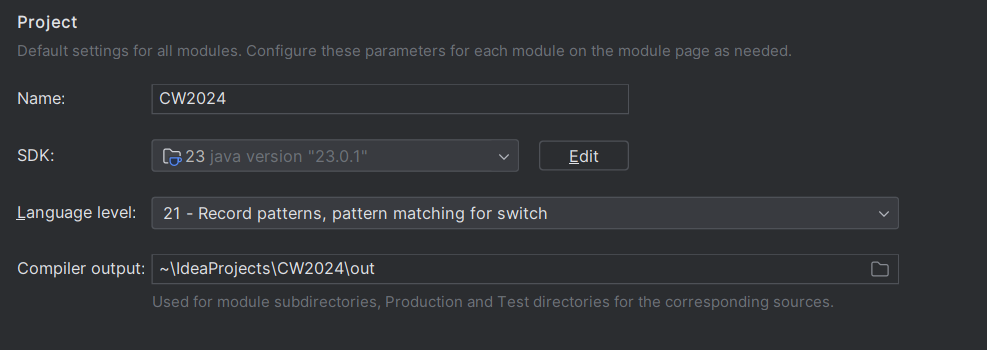 Project
Default settings for all modules. Configure these parameters for each module on the module page as needed.
Name: CW2024
SDK: 23 java version "23.0.1" Edit
Language level: 21 - Record patterns, pattern matching for switch
Compiler output: ~\IdeaProjects\CW2024\out
Used for module subdirectories, Production and Test directories for the corresponding sources.